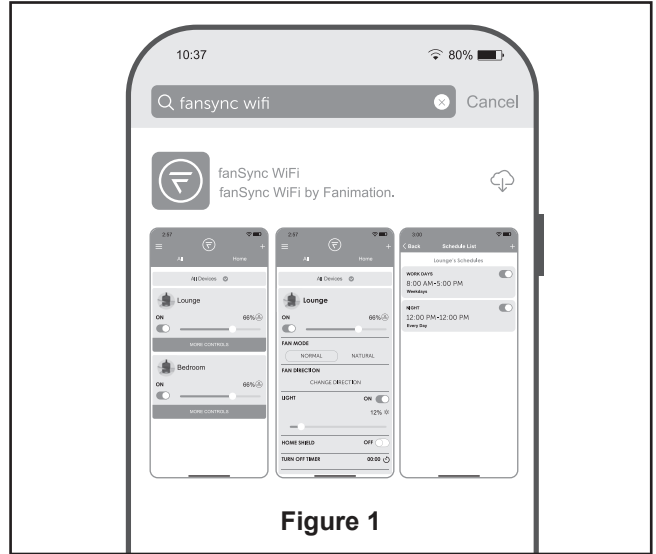 10:37 80%
fansync wifi Cancel
fanSync WiFi
fanSync WiFi by Fanimation.
2:57
All Home
All Devices
Lounge
ON 66%
MORE CONTROLS
Bedroom
ON 66%
MORE CONTROLS
2:57
All Home
All Devices
Lounge
ON 66%
FAN MODE
NORMAL NATURAL
FAN DIRECTION
CHANGE DIRECTION
LIGHT ON
12%
HOME SHIELD OFF
TURN OFF TIMER 00:00
3:00
Back Schedule List
Lounge's Schedules
WORK DAYS
8:00 AM-5:00 PM
Weekdays
NIGHT
12:00 PM-12:00 PM
Every Day
Figure 1